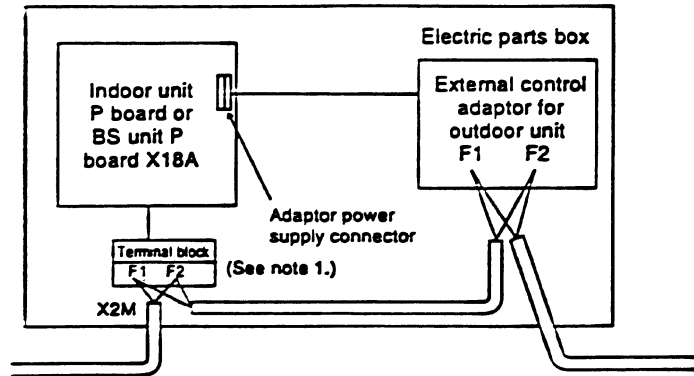 Electric parts box
Indoor unit
P board or
BS unit P
board X18A
External control
adaptor for
outdoor unit
F1 F2
Adaptor power
supply connector
Terminal block
F1 F2
(See note 1.)
X2M